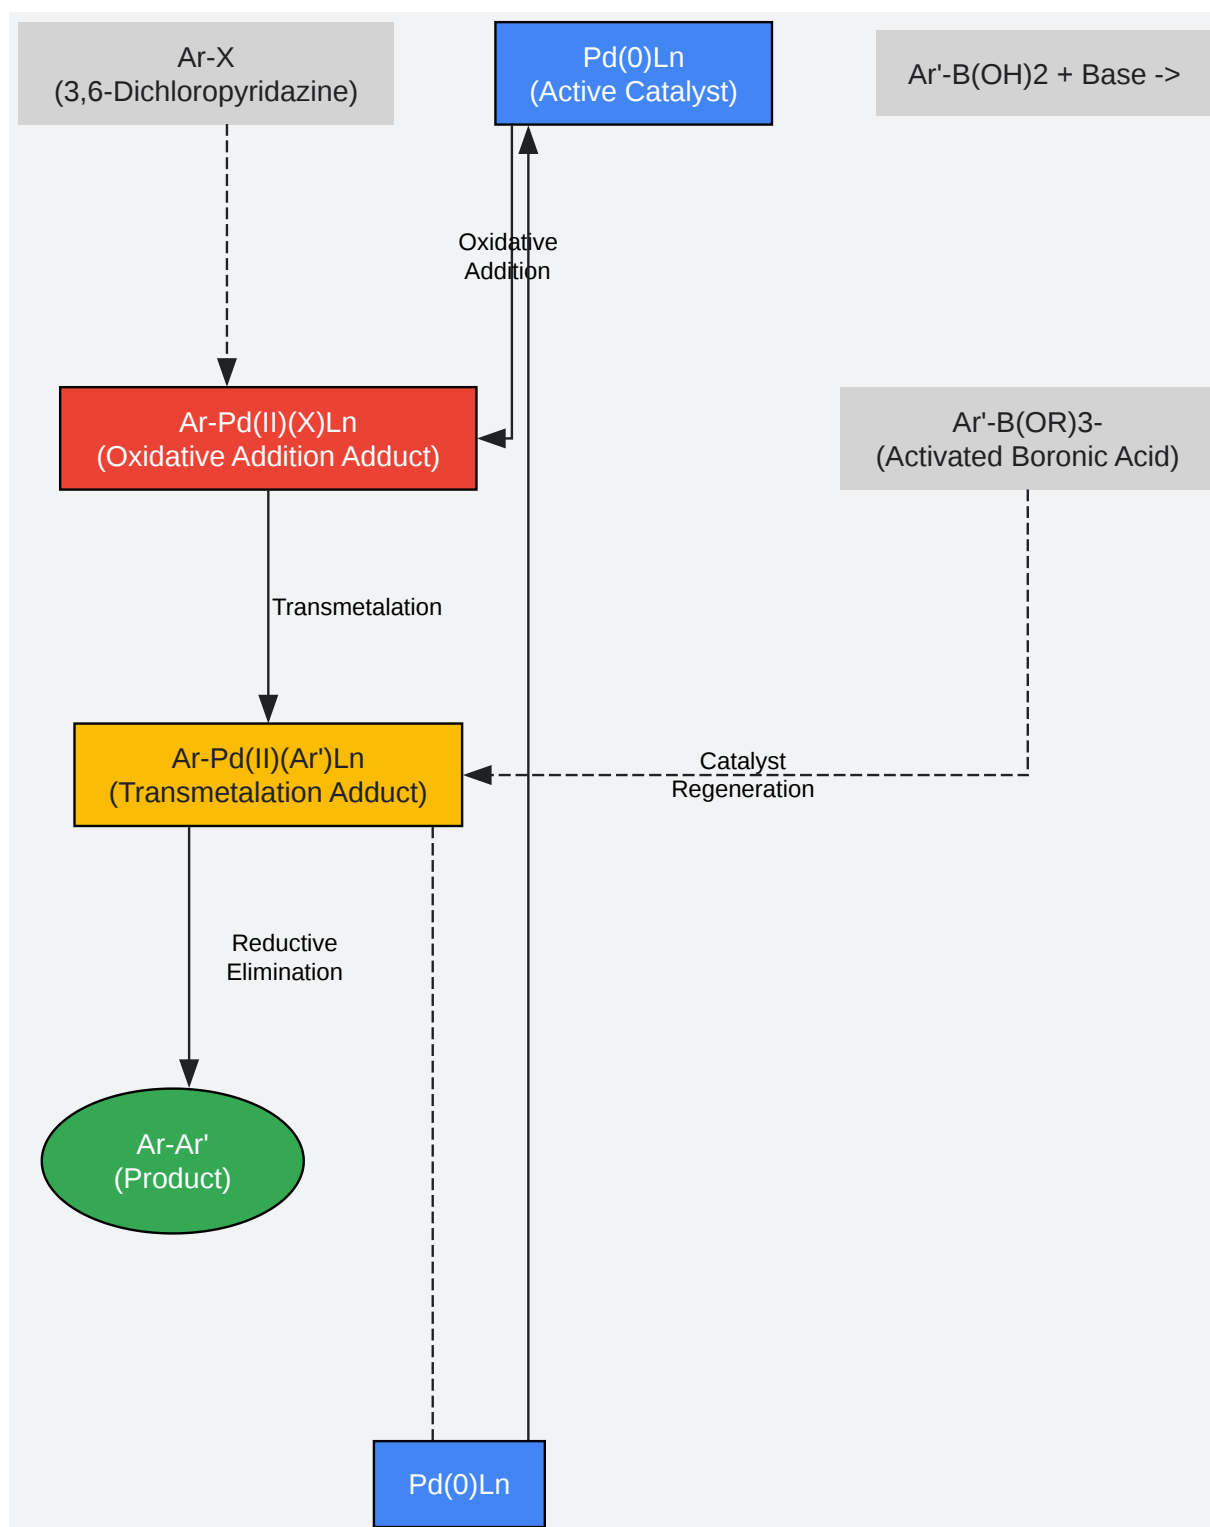 Ar-X
(3,6-Dichloropyridazine)
Pd(0)Ln
(Active Catalyst)
Ar'-B(OH)2 + Base ->
Oxidative
Addition
Ar-Pd(II)(X)Ln
(Oxidative Addition Adduct)
Ar'-B(OR)3-
(Activated Boronic Acid)
Transmetalation
Ar-Pd(II)(Ar')Ln
(Transmetalation Adduct)
Catalyst
Regeneration
Reductive
Elimination
Ar-Ar'
(Product)
Pd(0)Ln